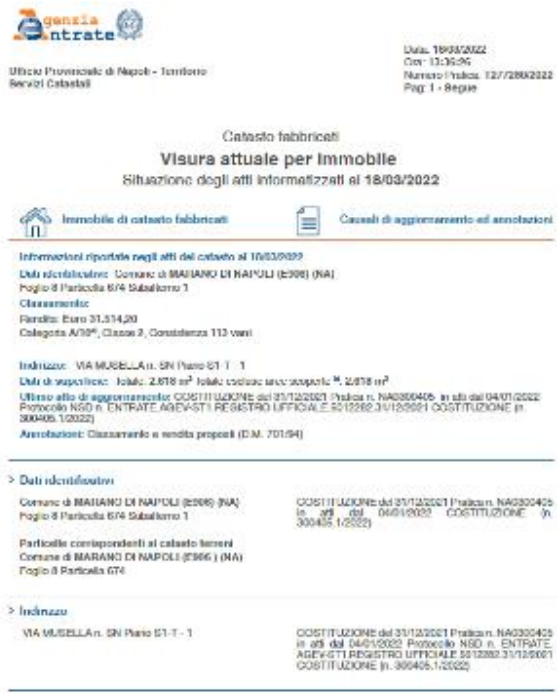 Agenzia
Entrate
Ufficio Provinciale di Napoli - Territorio
Servizi Catastali
Data: 18/03/2022
Ora: 13:36:26
Numero Pratica: T277280/2022
Pag: 1 - Segue
Catasto fabbricati
Visura attuale per immobile
Situazione degli atti informatizzati al 18/03/2022
Immobile di catasto fabbricati
Causali di aggiornamento ed annotazioni
Informazioni riportate negli atti del catasto al 18/03/2022
Dati identificativi: Comune di MARANO DI NAPOLI (E906) (NA)
Foglio 8 Particella 674 Subalterno 1
Classamento:
Rendita: Euro 31.514,20
Categoria A/10a), Classe 2, Consistenza 113 vani
Indirizzo: VIA MUSELLA n. SN Piano S1-T - 1
Dati di superficie: Totale: 2.618 m2 Totale escluse aree scoperte b): 2.618 m2
Ultimo atto di aggiornamento: COSTITUZIONE del 31/12/2021 Pratica n. NA0300405 in atti dal 04/01/2022
Protocollo NSD n. ENTRATE.AGEV-ST1.REGISTRO UFFICIALE.5012282.31/12/2021 COSTITUZIONE (n.
300405.1/2022)
Annotazioni: Classamento e rendita proposti (D.M. 701/94)
> Dati identificativi
Comune di MARANO DI NAPOLI (E906) (NA)
Foglio 8 Particella 674 Subalterno 1
COSTITUZIONE del 31/12/2021 Pratica n. NA0300405
in atti dal 04/01/2022 COSTITUZIONE (n.
300405.1/2022)
Particelle corrispondenti al catasto terreni
Comune di MARANO DI NAPOLI (E906 ) (NA)
Foglio 8 Particella 674
> Indirizzo
VIA MUSELLA n. SN Piano S1-T - 1
COSTITUZIONE del 31/12/2021 Pratica n. NA0300405
in atti dal 04/01/2022 Protocollo NSD n. ENTRATE.
AGEV-ST1.REGISTRO UFFICIALE.5012282.31/12/2021
COSTITUZIONE (n. 300405.1/2022)